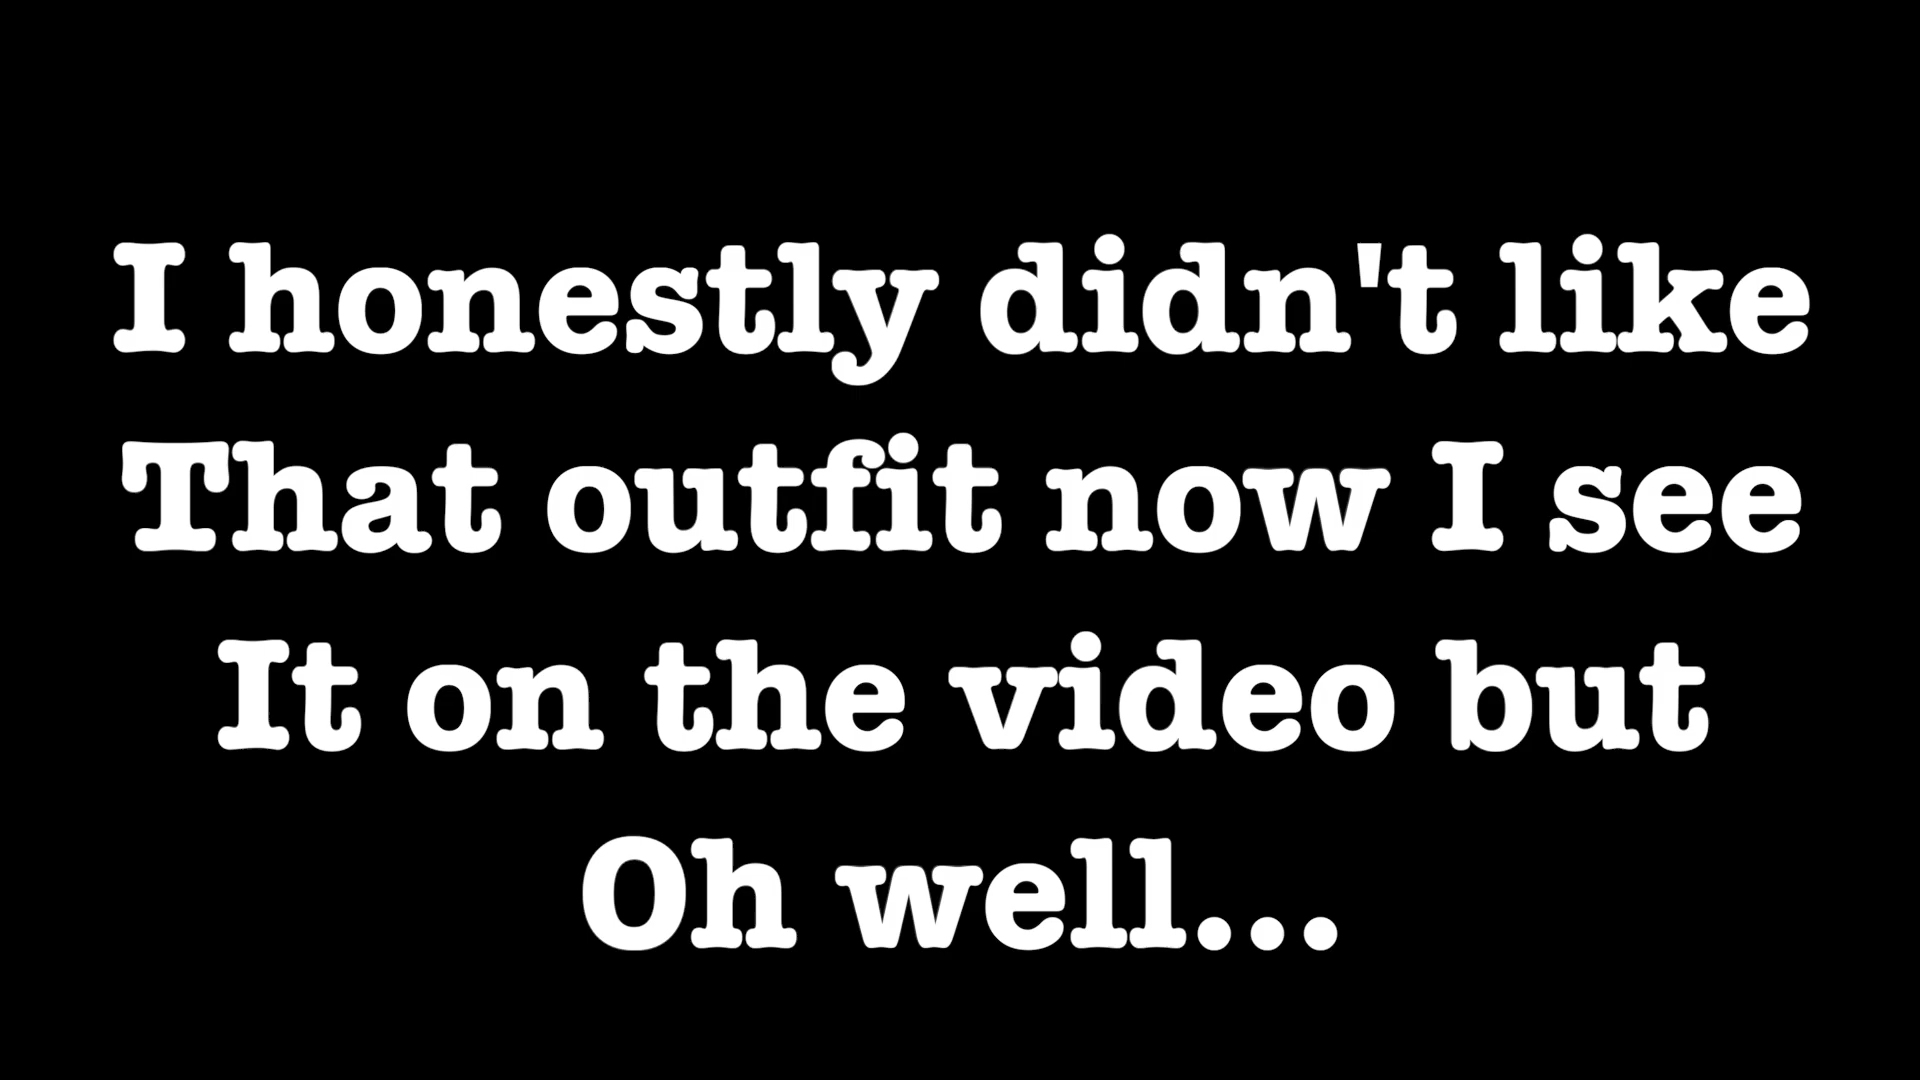 I honestly didn't like
That outfit now I see
It on the video but
Oh well...